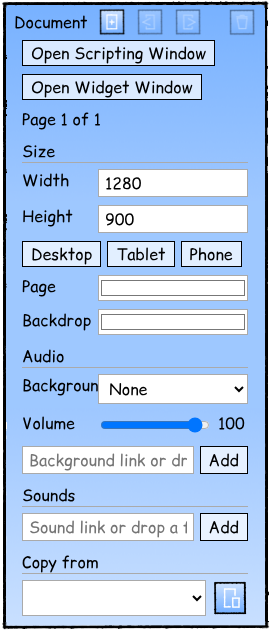 Document
Open Scripting Window
Open Widget Window
Page 1 of 1
Size
Width 1280
Height 900
Desktop Tablet Phone
Page
Backdrop
Audio
Backgroun None
Volume 100
Background link or dr Add
Sounds
Sound link or drop a f Add
Copy from